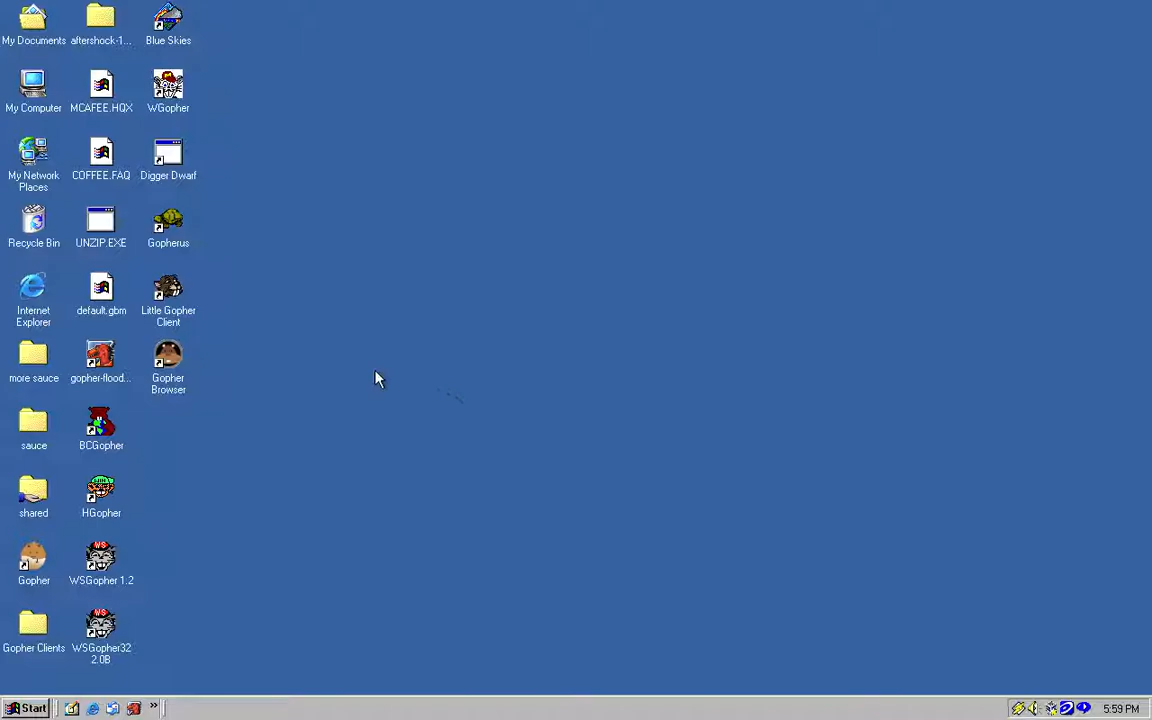 My Documents
aftershock-1...
Blue Skies
My Computer
MCAFEE.HQX
WGopher
My Network
Places
COFFEE.FAQ
Digger Dwarf
Recycle Bin
UNZIP.EXE
Gopherus
Internet
Explorer
default.gbm
Little Gopher
Client
more sauce
gopher-flood...
Gopher
Browser
sauce
BCGopher
shared
HGopher
Gopher
WS
WSGopher 1.2
Gopher Clients
WS
WSGopher32
2.0B
Start
»
5:59 PM